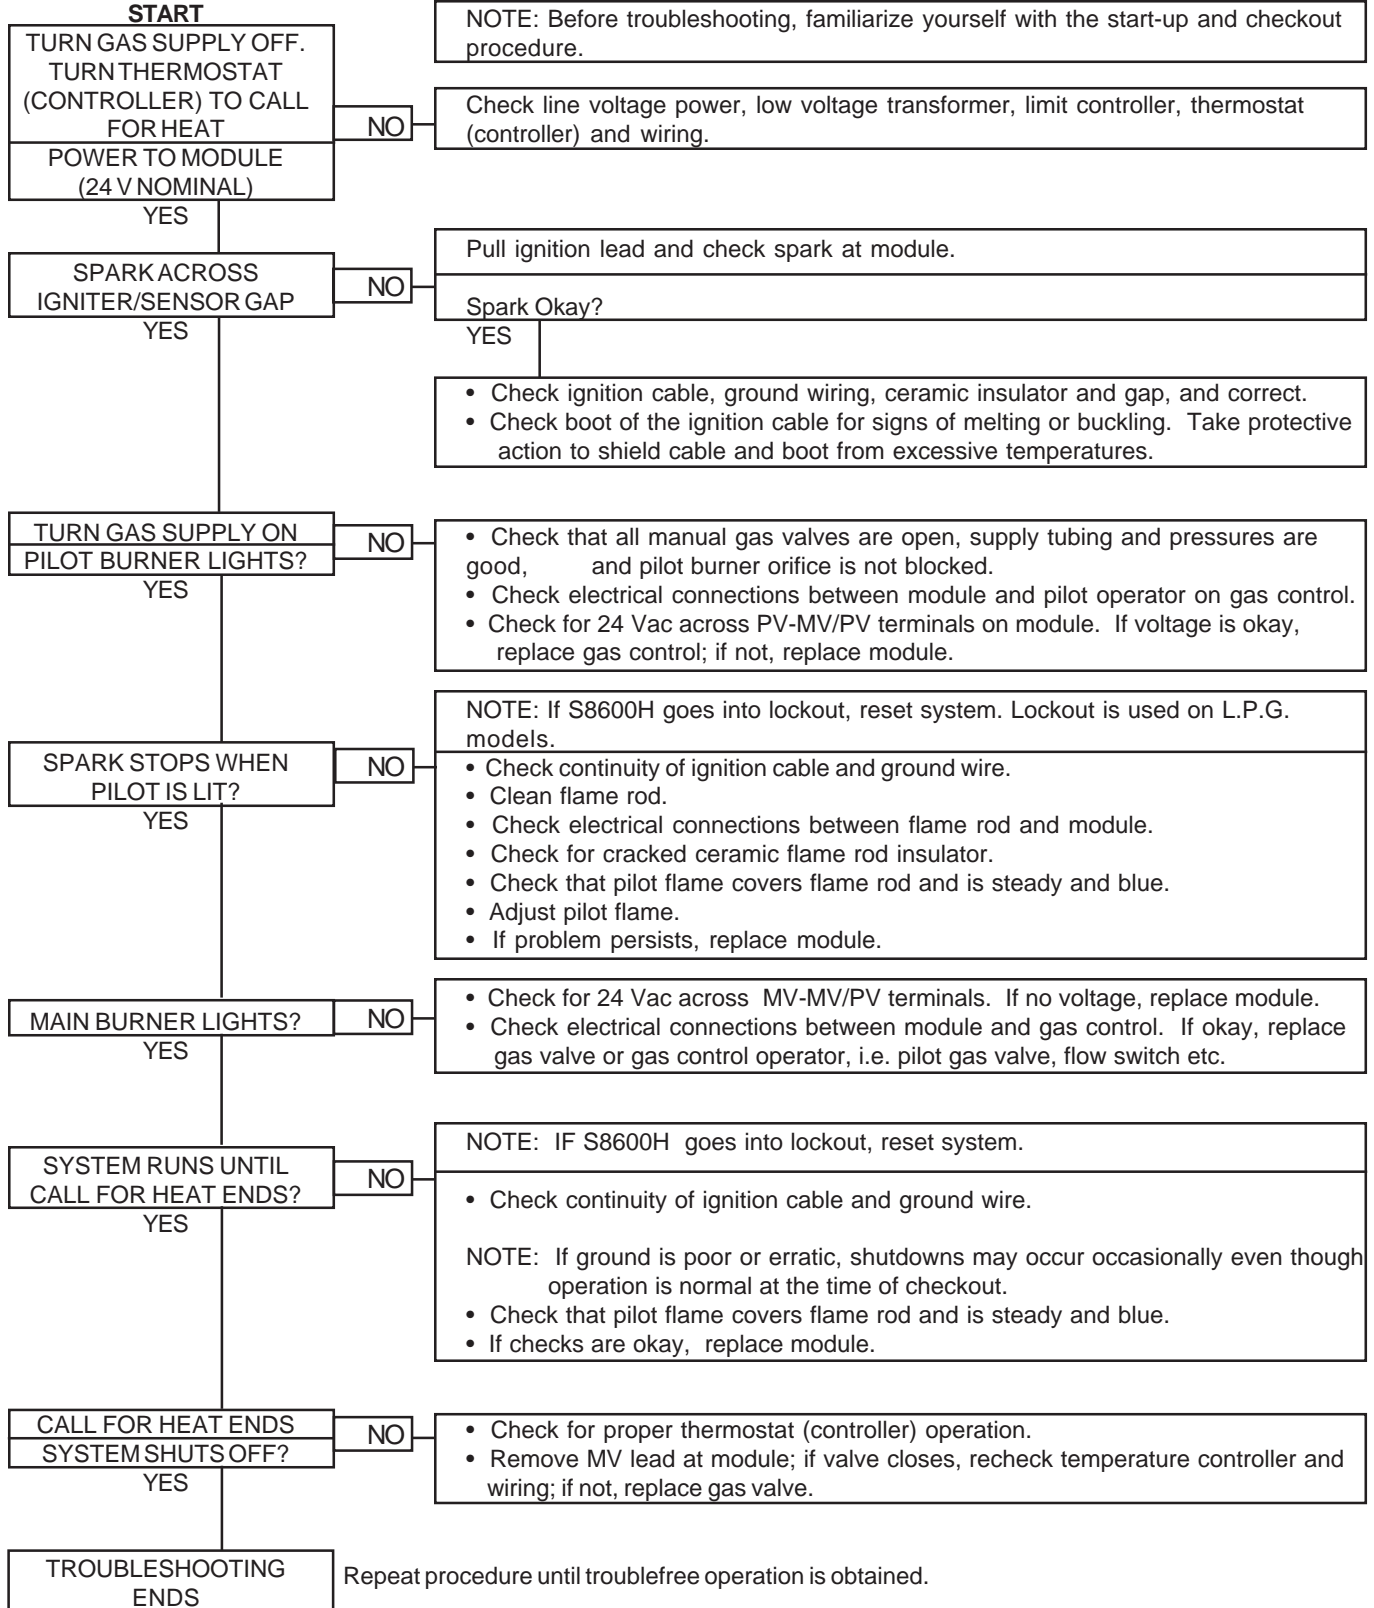 START
TURN GAS SUPPLY OFF.
TURN THERMOSTAT
(CONTROLLER) TO CALL
FOR HEAT
POWER TO MODULE
(24 V NOMINAL)
YES
NOTE: Before troubleshooting, familiarize yourself with the start-up and checkout
procedure.
NO
Check line voltage power, low voltage transformer, limit controller, thermostat
(controller) and wiring.
SPARK ACROSS
IGNITER/SENSOR GAP
YES
NO
Pull ignition lead and check spark at module.
Spark Okay?
YES
• Check ignition cable, ground wiring, ceramic insulator and gap, and correct.
• Check boot of the ignition cable for signs of melting or buckling. Take protective
action to shield cable and boot from excessive temperatures.
TURN GAS SUPPLY ON
PILOT BURNER LIGHTS?
YES
NO
• Check that all manual gas valves are open, supply tubing and pressures are
good, and pilot burner orifice is not blocked.
• Check electrical connections between module and pilot operator on gas control.
• Check for 24 Vac across PV-MV/PV terminals on module. If voltage is okay,
replace gas control; if not, replace module.
SPARK STOPS WHEN
PILOT IS LIT?
YES
NO
NOTE: If S8600H goes into lockout, reset system. Lockout is used on L.P.G.
models.
• Check continuity of ignition cable and ground wire.
• Clean flame rod.
• Check electrical connections between flame rod and module.
• Check for cracked ceramic flame rod insulator.
• Check that pilot flame covers flame rod and is steady and blue.
• Adjust pilot flame.
• If problem persists, replace module.
MAIN BURNER LIGHTS?
YES
NO
• Check for 24 Vac across MV-MV/PV terminals. If no voltage, replace module.
• Check electrical connections between module and gas control. If okay, replace
gas valve or gas control operator, i.e. pilot gas valve, flow switch etc.
SYSTEM RUNS UNTIL
CALL FOR HEAT ENDS?
YES
NO
NOTE: IF S8600H goes into lockout, reset system.
• Check continuity of ignition cable and ground wire.
NOTE: If ground is poor or erratic, shutdowns may occur occasionally even though
operation is normal at the time of checkout.
• Check that pilot flame covers flame rod and is steady and blue.
• If checks are okay, replace module.
CALL FOR HEAT ENDS
SYSTEM SHUTS OFF?
YES
NO
• Check for proper thermostat (controller) operation.
• Remove MV lead at module; if valve closes, recheck temperature controller and
wiring; if not, replace gas valve.
TROUBLESHOOTING
ENDS
Repeat procedure until troublefree operation is obtained.